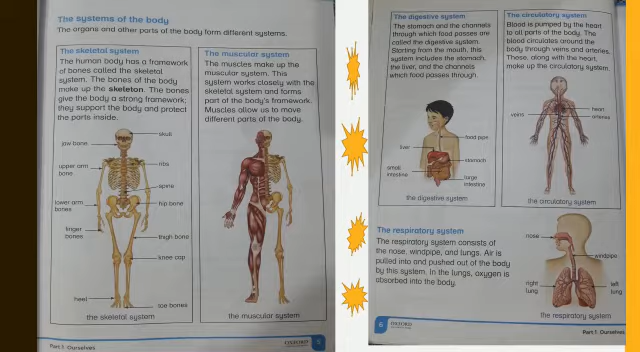 The systems of the body
The organs and other parts of the body form different systems.
The skeletal system
The human body has a framework
of bones called the skeletal
system. The bones of the body
make up the skeleton. The bones
give the body a strong framework;
they support the body and protect
the parts inside.
skull
jaw bone
upper arm
bone
ribs
spine
lower arm
bones
hip bone
finger
bones
thigh bone
knee cap
heel
toe bones
the skeletal system
The muscular system
The muscles make up the
muscular system. This
system works closely with the
skeletal system and forms
part of the body's framework.
Muscles allow us to move
different parts of the body.
the muscular system
Part 1: Ourselves
The digestive system
The stomach and the channels
through which food passes are
called the digestive system.
Starting from the mouth, this
system includes the stomach,
the liver, and the channels
which food passes through.
food pipe
liver
stomach
small
intestine
large
intestine
the digestive system
The circulatory system
Blood is pumped by the heart
to all parts of the body. The
blood circulates around the
body through veins and arteries.
These, along with the heart,
make up the circulatory system.
heart
veins
arteries
the circulatory system
The respiratory system
The respiratory system consists of
the nose, windpipe, and lungs. Air is
pulled into and pushed out of the body
by this system. In the lungs, oxygen is
absorbed into the body.
nose
windpipe
right
lung
left
lung
the respiratory system
6
OXFORD
Part 1: Ourselves